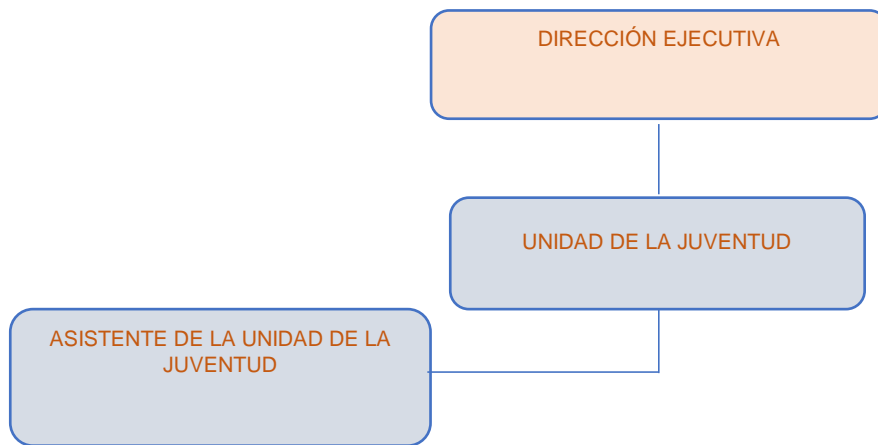 DIRECCIÓN EJECUTIVA
UNIDAD DE LA JUVENTUD
ASISTENTE DE LA UNIDAD DE LA
JUVENTUD